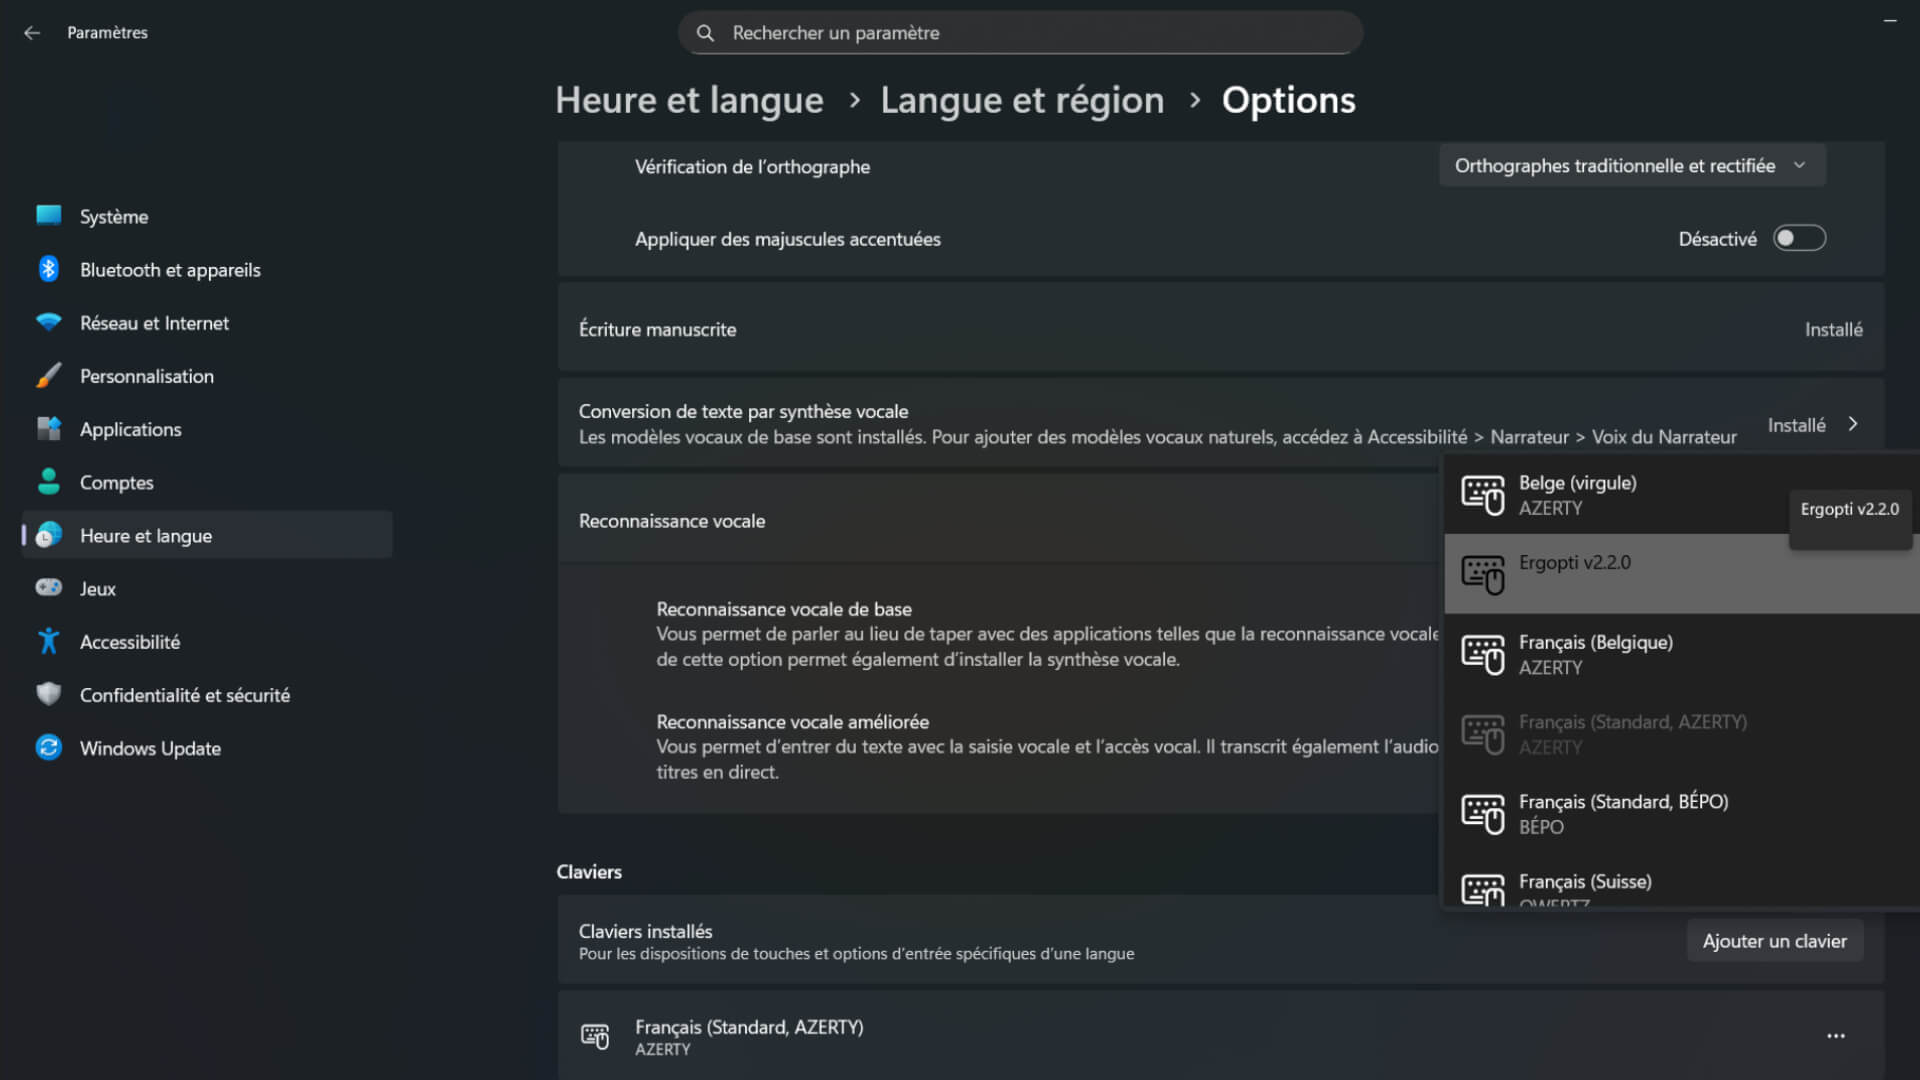 Paramètres
Rechercher un paramètre
Heure et langue > Langue et région > Options
Système
Bluetooth et appareils
Réseau et Internet
Personnalisation
Applications
Comptes
Heure et langue
Jeux
Accessibilité
Confidentialité et sécurité
Windows Update
Vérification de l'orthographe
Orthographes traditionnelle et rectifiée
Appliquer des majuscules accentuées
Désactivé
Écriture manuscrite
Installé
Conversion de texte par synthèse vocale
Les modèles vocaux de base sont installés. Pour ajouter des modèles vocaux naturels, accédez à Accessibilité > Narrateur > Voix du Narrateur
Installé
Reconnaissance vocale
Reconnaissance vocale de base
Vous permet de parler au lieu de taper avec des applications telles que la reconnaissance vocale
de cette option permet également d'installer la synthèse vocale.
Reconnaissance vocale améliorée
Vous permet d'entrer du texte avec la saisie vocale et l'accès vocal. Il transcrit également l'audio
titres en direct.
Belge (virgule)
AZERTY
Ergopti v2.2.0
Ergopti v2.2.0
Français (Belgique)
AZERTY
Français (Standard, AZERTY)
AZERTY
Français (Standard, BÉPO)
BÉPO
Français (Suisse)
QWERTZ
Claviers
Claviers installés
Pour les dispositions de touches et options d'entrée spécifiques d'une langue
Ajouter un clavier
Français (Standard, AZERTY)
AZERTY